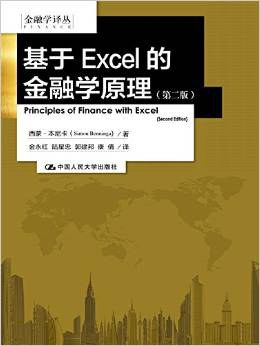 金融学译丛
基于 Excel 的
金融学原理（第二版）
Principles of Finance with Excel
(Second Edition)
西蒙·本尼卡（Simon Benninga） 著
金永红 陆星忠 郭建邦 康倩 译
中国人民大学出版社